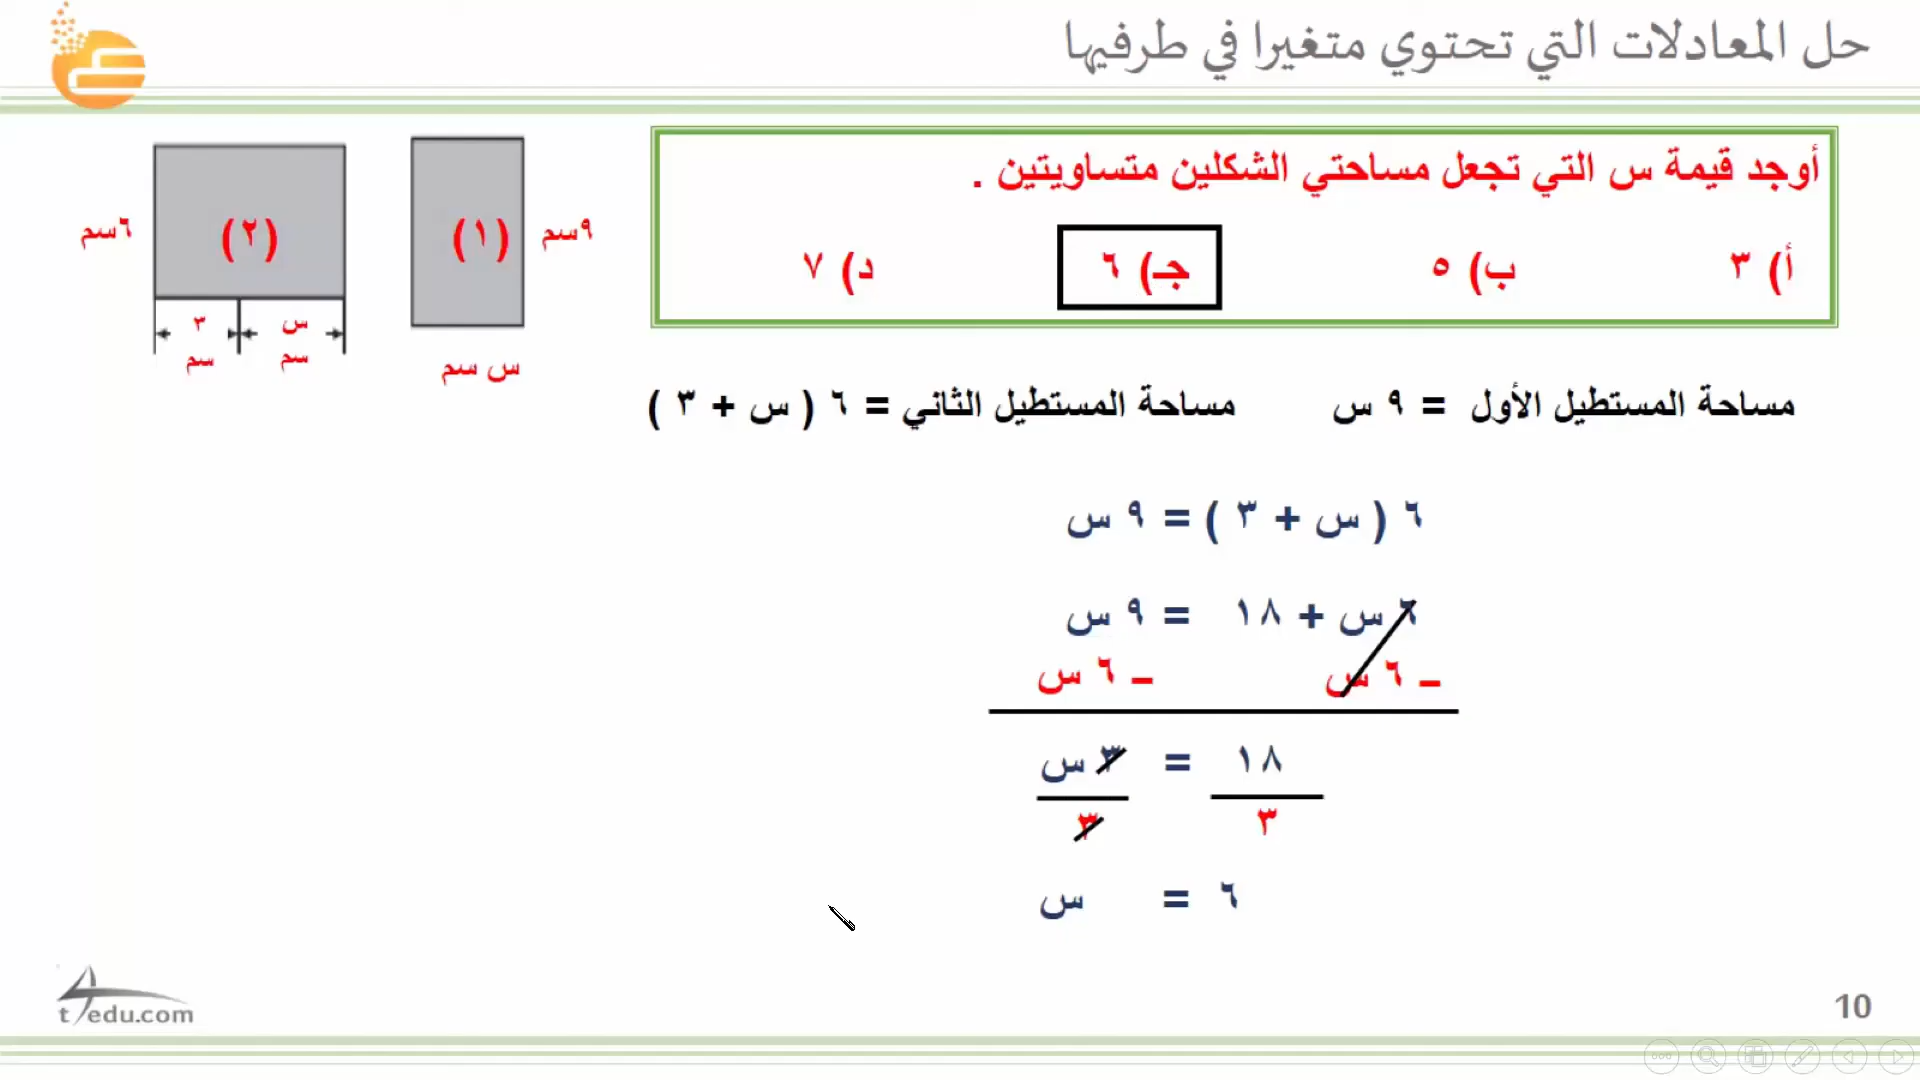 حل المعادلات التي تحتوي متغيرا في طرفيها
أوجد قيمة س التي تجعل مساحتي الشكلين متساويتين .
أ) ٣ ب) ٥ جـ) ٦ د) ٧
(١)
٩سم
س سم
(٢)
٦سم
س سم
٣ سم
مساحة المستطيل الأول = ٩ س مساحة المستطيل الثاني = ٦ ( س + ٣ )
٦ ( س + ٣ ) = ٩ س
٦ س + ١٨ = ٩ س
– ٦ س – ٦ س
١٨ = ٣ س
٣ ٣
٦ = س
t4edu.com
10